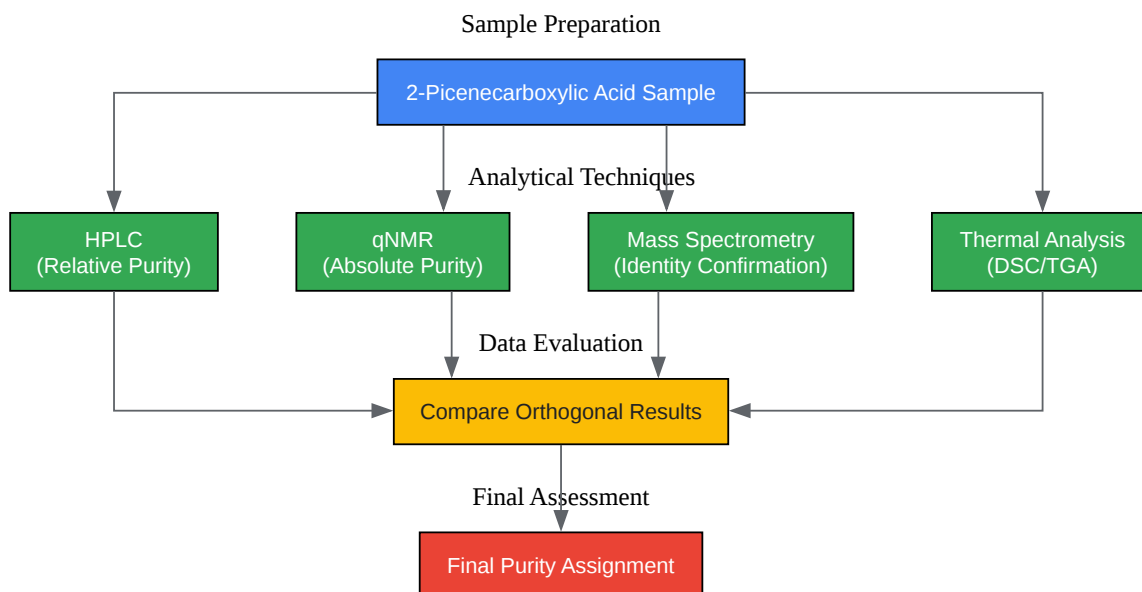 Sample Preparation
2-Picenecarboxylic Acid Sample
Analytical Techniques
HPLC
(Relative Purity)
qNMR
(Absolute Purity)
Mass Spectrometry
(Identity Confirmation)
Thermal Analysis
(DSC/TGA)
Data Evaluation
Compare Orthogonal Results
Final Assessment
Final Purity Assignment